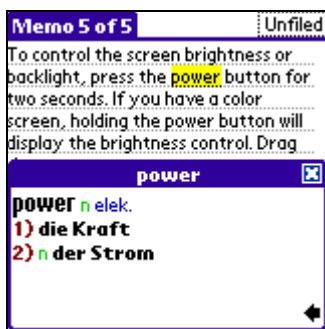 Memo 5 of 5 Unfiled
To control the screen brightness or
backlight, press the power button for
two seconds. If you have a color
screen, holding the power button will
display the brightness control. Drag
power
power n elek.
1) die Kraft
2) n der Strom